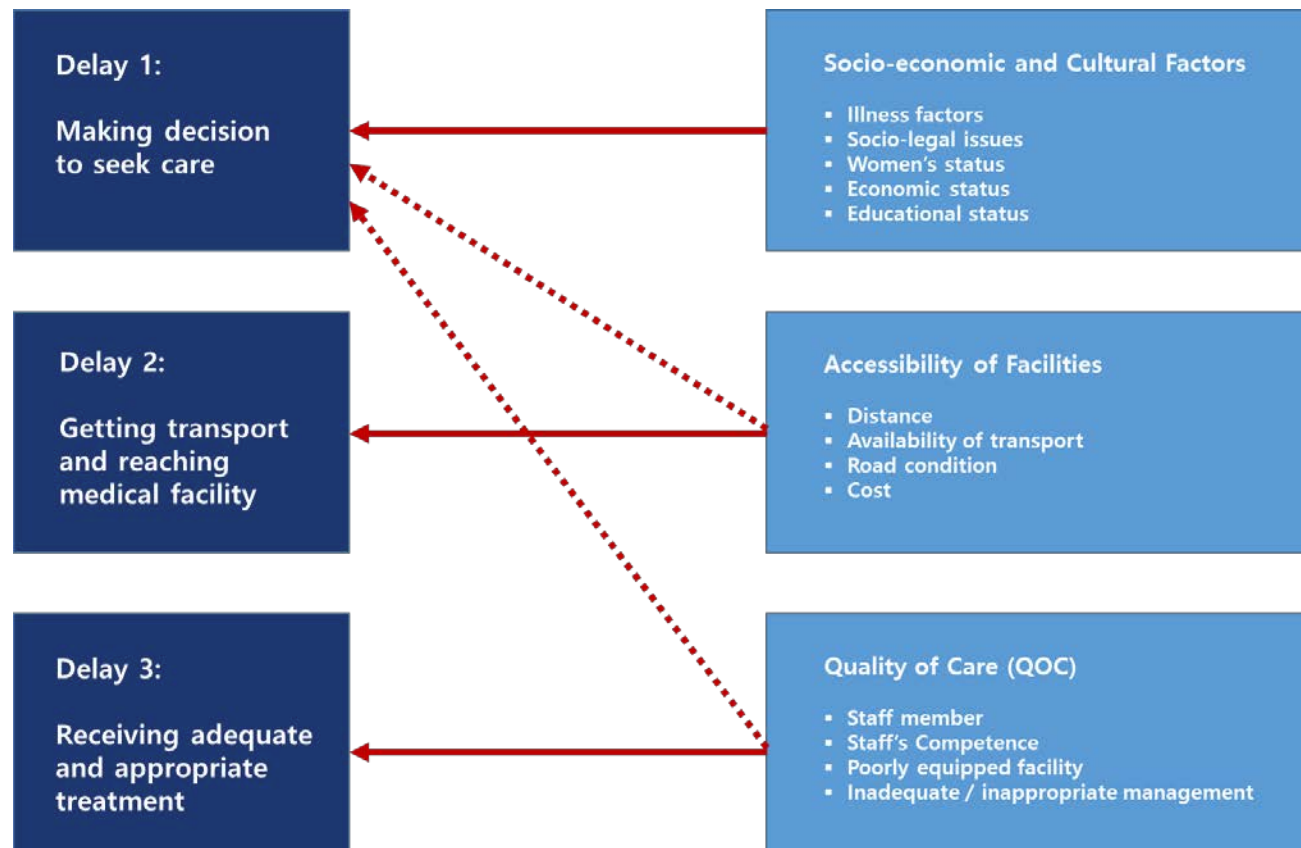 Delay 1:
Making decision
to seek care
Socio-economic and Cultural Factors
▪ Illness factors
▪ Socio-legal issues
▪ Women's status
▪ Economic status
▪ Educational status
Delay 2:
Getting transport
and reaching
medical facility
Accessibility of Facilities
▪ Distance
▪ Availability of transport
▪ Road condition
▪ Cost
Delay 3:
Receiving adequate
and appropriate
treatment
Quality of Care (QOC)
▪ Staff member
▪ Staff's Competence
▪ Poorly equipped facility
▪ Inadequate / inappropriate management